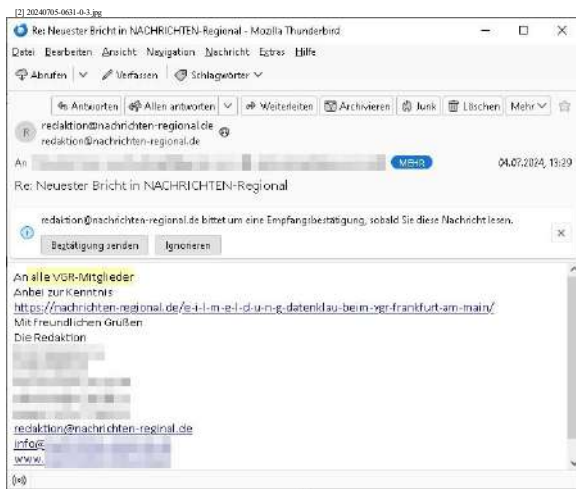 [2] 20240705-0631-0-3.jpg
Re: Neuester Bricht in NACHRICHTEN-Regional - Mozilla Thunderbird
Datei Bearbeiten Ansicht Navigation Nachricht Extras Hilfe
Abrufen Verfassen Schlagwörter
Antworten Allen antworten Weiterleiten Archivieren Junk Löschen Mehr
R redaktion@nachrichten-regional.de
redaktion@nachrichten-regional.de
An MEHR 04.07.2024, 13:29
Re: Neuester Bricht in NACHRICHTEN-Regional
redaktion@nachrichten-regional.de bittet um eine Empfangsbestätigung, sobald Sie diese Nachricht lesen.
Bestätigung senden Ignorieren
An alle VGR-Mitglieder
Anbei zur Kenntnis
https://nachrichten-regional.de/e-i-l-m-e-l-d-u-n-g-datenklau-beim-vgr-frankfurt-am-main/
Mit freundlichen Grüßen
Die Redaktion
redaktion@nachrichten-reginal.de
info@
www.